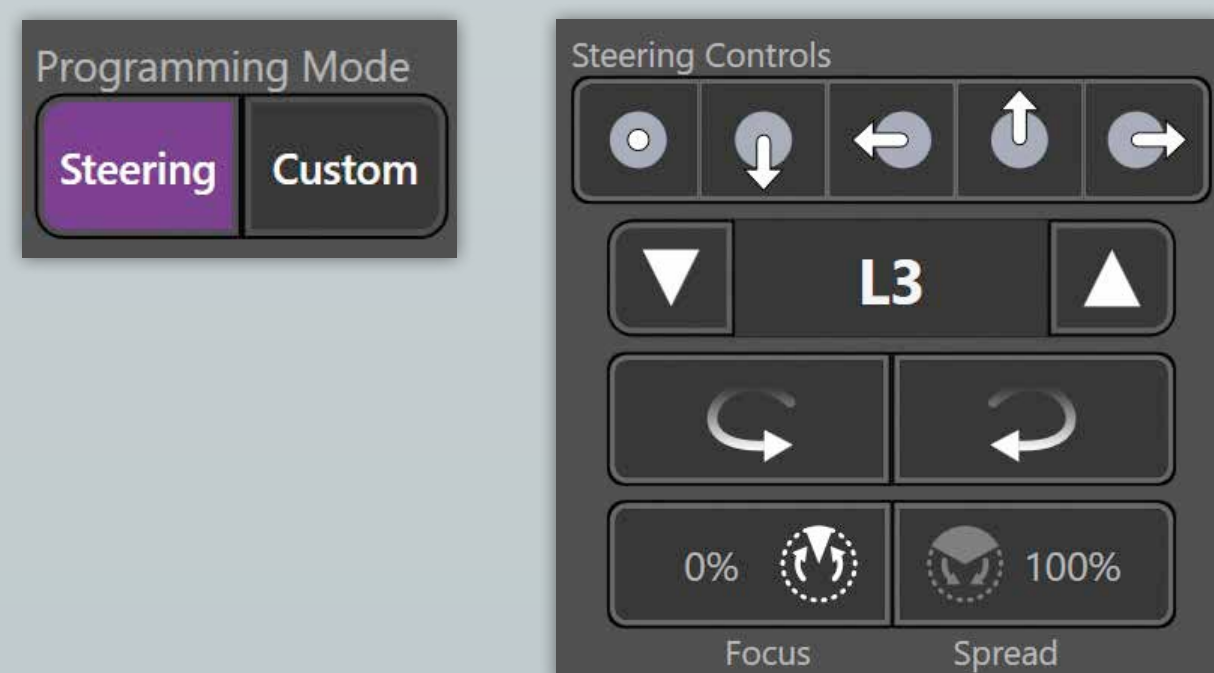 Programming Mode
Steering Custom
Steering Controls
L3
0% 100%
Focus Spread